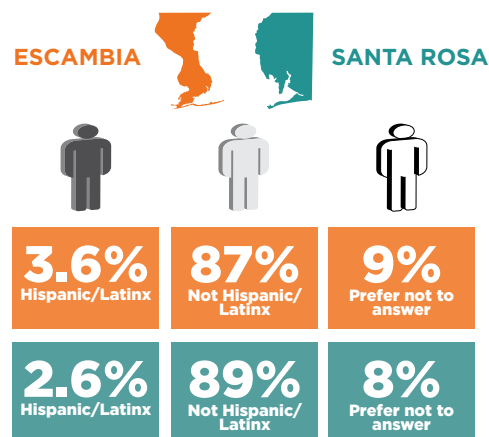 ESCAMBIA
SANTA ROSA
3.6%
Hispanic/Latinx
87%
Not Hispanic/
Latinx
9%
Prefer not to
answer
2.6%
Hispanic/Latinx
89%
Not Hispanic/
Latinx
8%
Prefer not to
answer